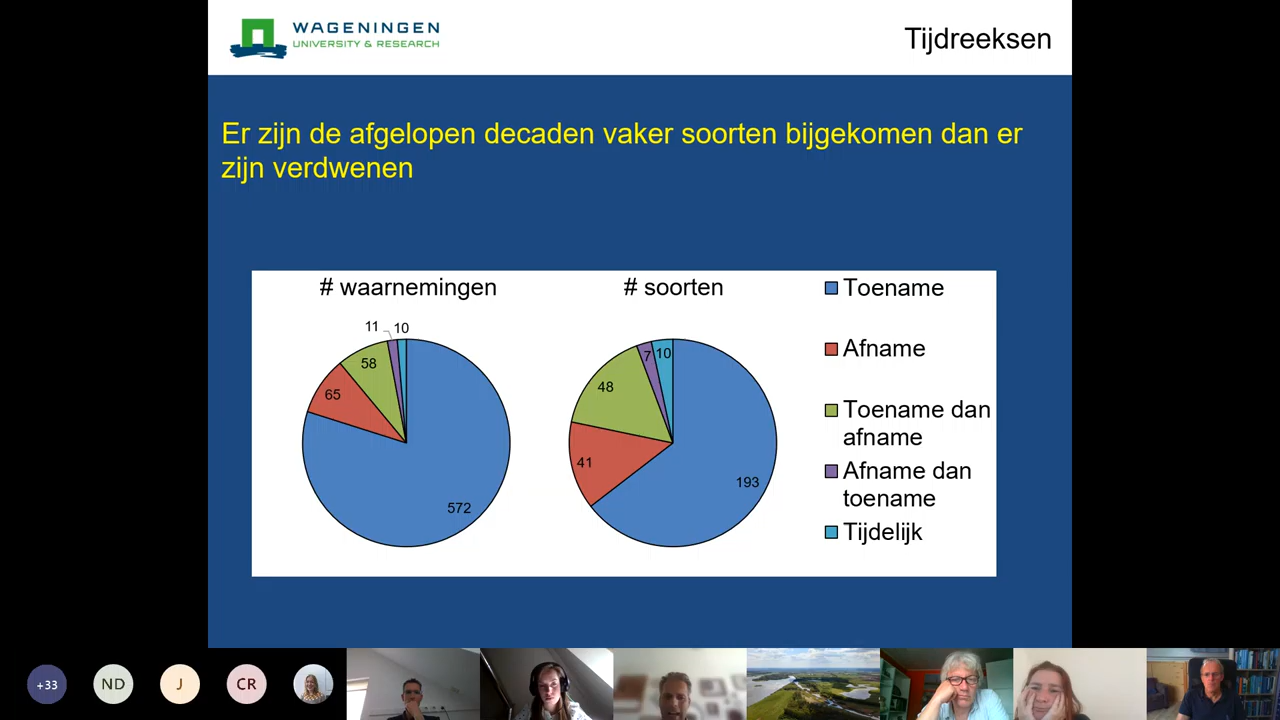 WAGENINGEN
UNIVERSITY & RESEARCH
Tijdreeksen
Er zijn de afgelopen decaden vaker soorten bijgekomen dan er
zijn verdwenen
# waarnemingen
# soorten
Toename
Afname
Toename dan
afname
Afname dan
toename
Tijdelijk
11
10
58
65
572
7
10
48
41
193
+33
ND
J
CR